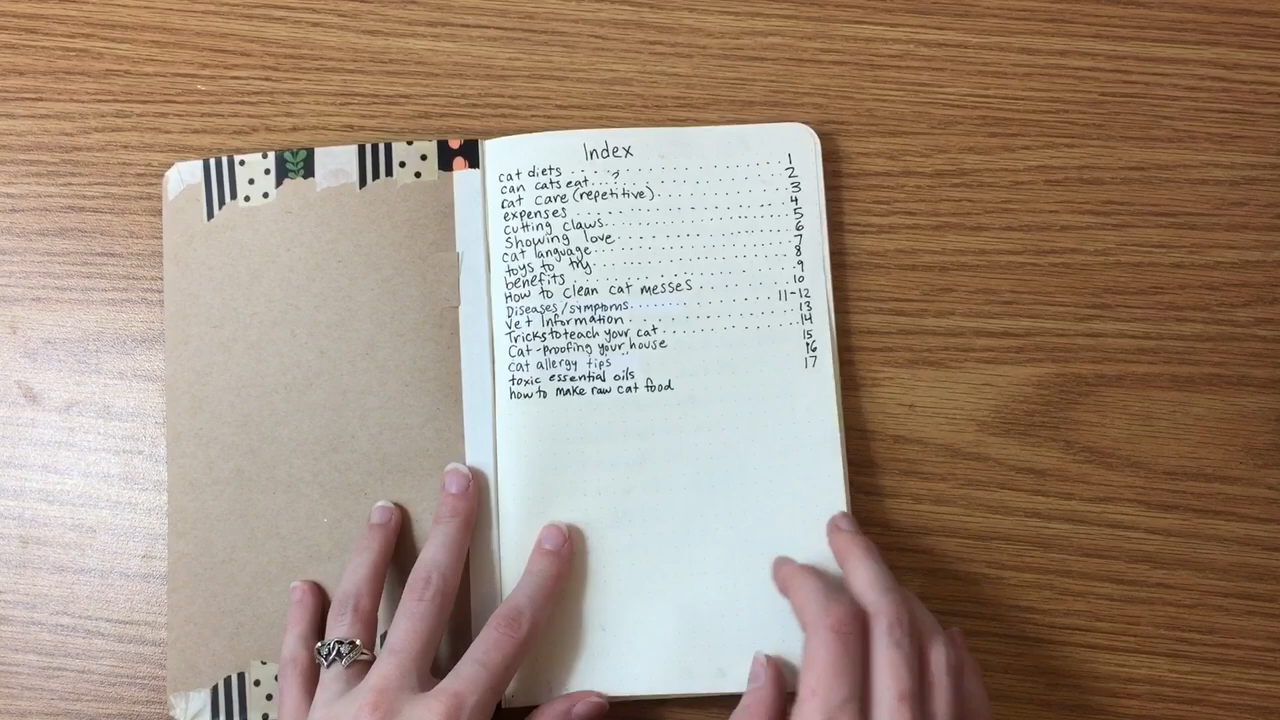 Index
cat diets 1
can cats eat...? 2
cat care (repetitive) 3
expenses 4
cutting claws 5
Showing love 6
cat language 7
toys to try 8
benefits 9
How to clean cat messes 10
Diseases/symptoms 11-12
Vet Information 13
Tricks to teach your cat 14
Cat-proofing your house 15
cat allergy tips 16
toxic essential oils 17
how to make raw cat food